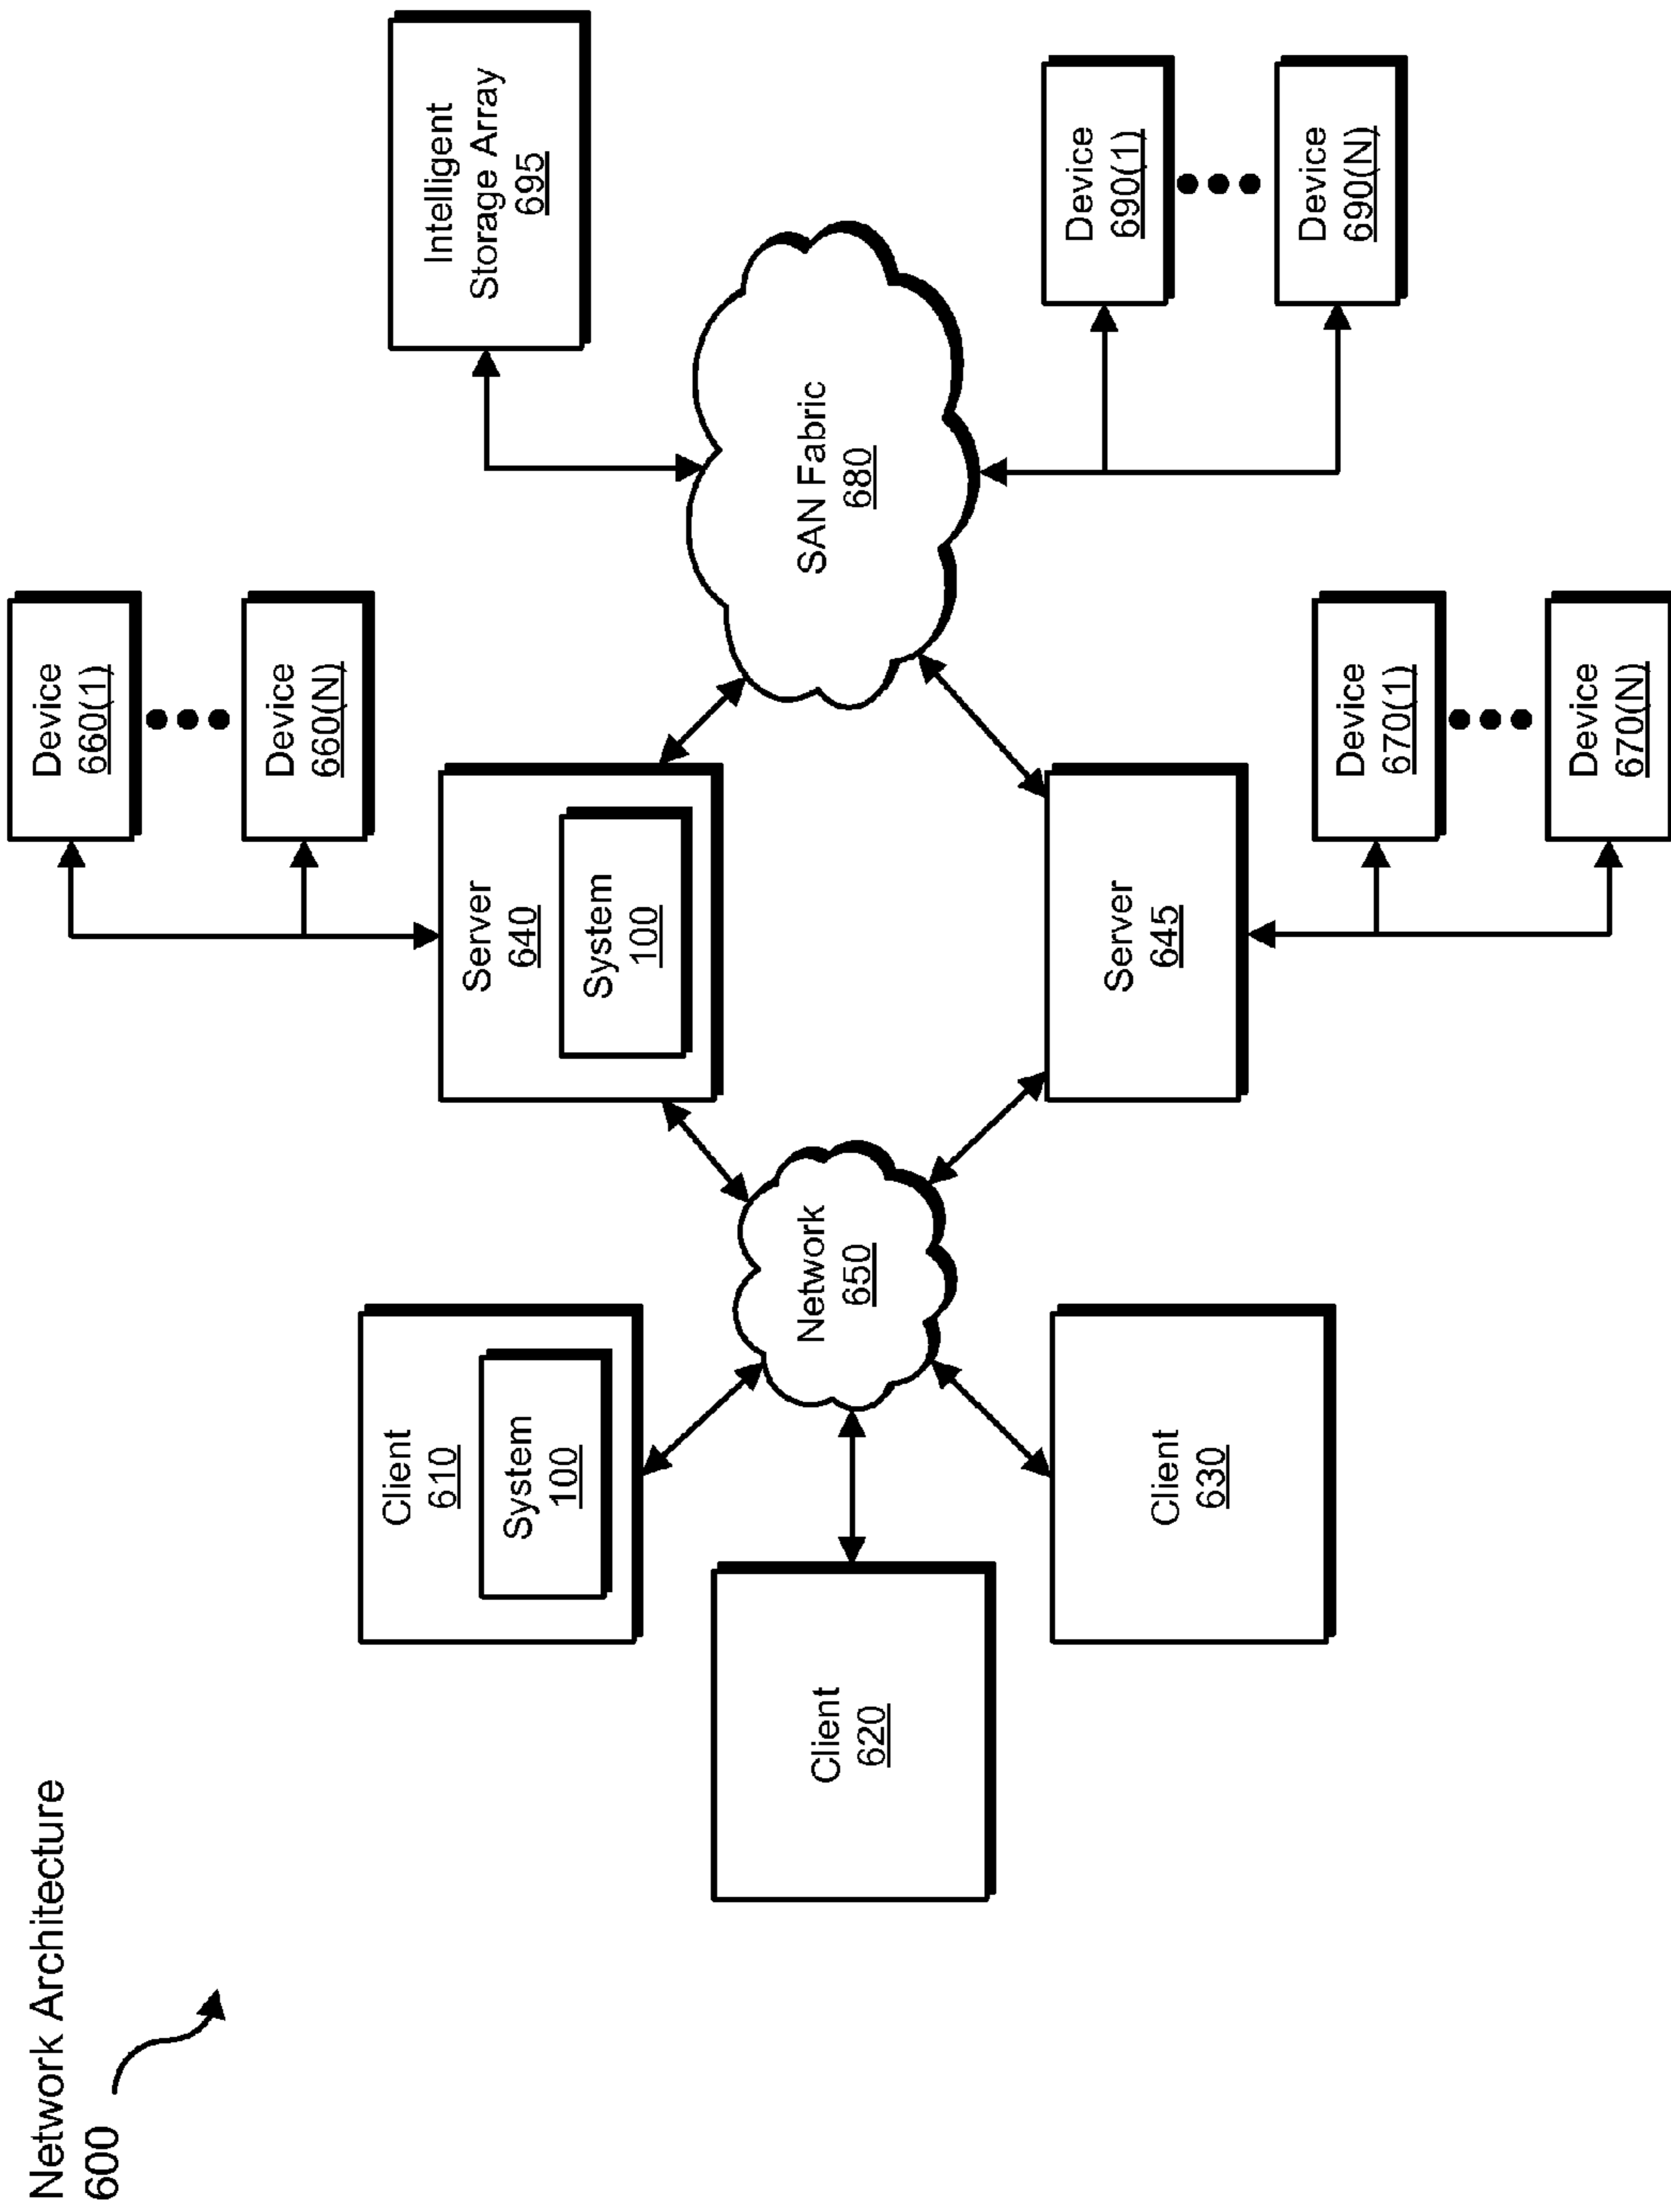 Network Architecture
600
Device
660(1)
Device
660(N)
Intelligent
Storage Array
695
Client
610
System
100
Server
640
System
100
Client
620
Network
650
SAN Fabric
680
Client
630
Server
645
Device
690(1)
Device
690(N)
Device
670(1)
Device
670(N)